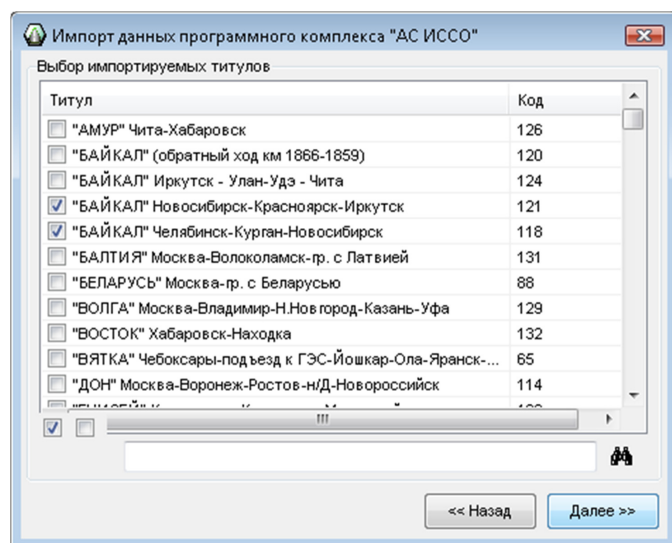 Импорт данных программного комплекса "АС ИССО"
Выбор импортируемых титулов
Титул Код
"АМУР" Чита-Хабаровск 126
"БАЙКАЛ" (обратный ход км 1866-1859) 120
"БАЙКАЛ" Иркутск - Улан-Удэ - Чита 124
"БАЙКАЛ" Новосибирск-Красноярск-Иркутск 121
"БАЙКАЛ" Челябинск-Курган-Новосибирск 118
"БАЛТИЯ" Москва-Волоколамск-гр. с Латвией 131
"БЕЛАРУСЬ" Москва-гр. с Беларусью 88
"ВОЛГА" Москва-Владимир-Н.Новгород-Казань-Уфа 129
"ВОСТОК" Хабаровск-Находка 132
"ВЯТКА" Чебоксары-подъезд к ГЭС-Йошкар-Ола-Яранск-... 65
"ДОН" Москва-Воронеж-Ростов-н/Д-Новороссийск 114
<< Назад Далее >>